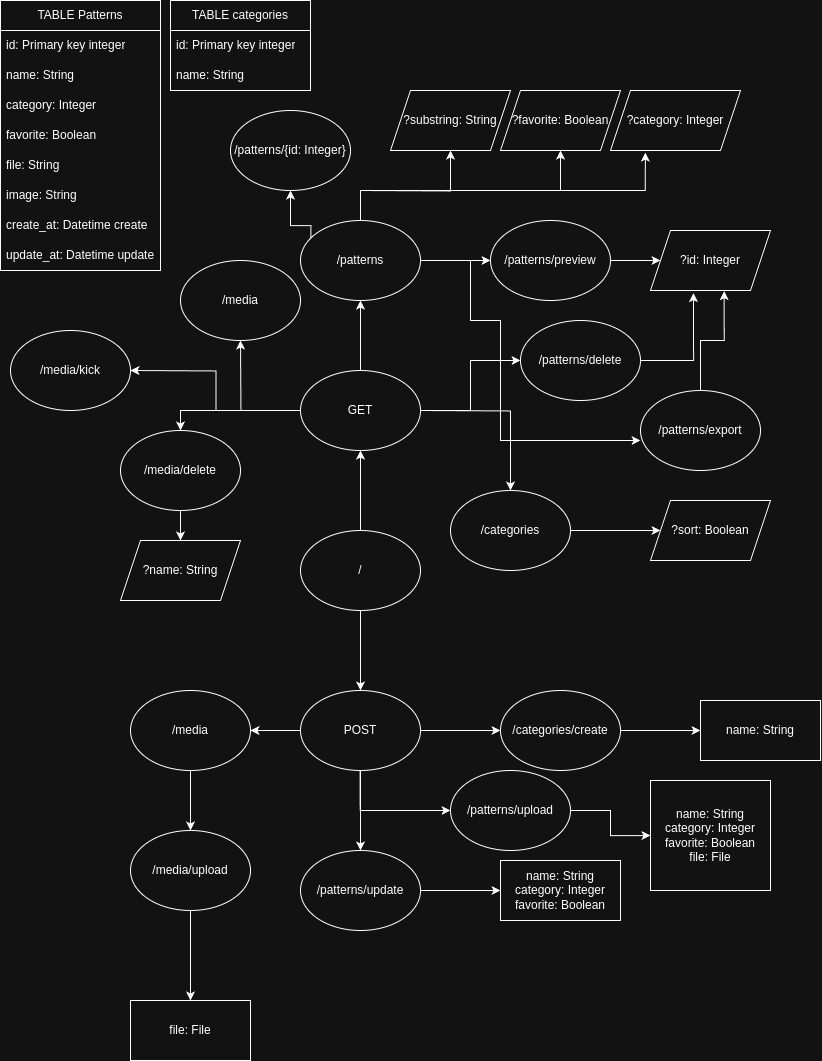 TABLE Patterns
id: Primary key integer
name: String
category: Integer
favorite: Boolean
file: String
image: String
create_at: Datetime create
update_at: Datetime update
TABLE categories
id: Primary key integer
name: String
/patterns/{id: Integer}
?substring: String
?favorite: Boolean
?category: Integer
/patterns
/patterns/preview
?id: Integer
/media
/media/kick
/patterns/delete
GET
/patterns/export
/media/delete
/categories
?sort: Boolean
?name: String
/
/media
POST
/categories/create
name: String
/patterns/upload
name: String
category: Integer
favorite: Boolean
file: File
/media/upload
/patterns/update
name: String
category: Integer
favorite: Boolean
file: File